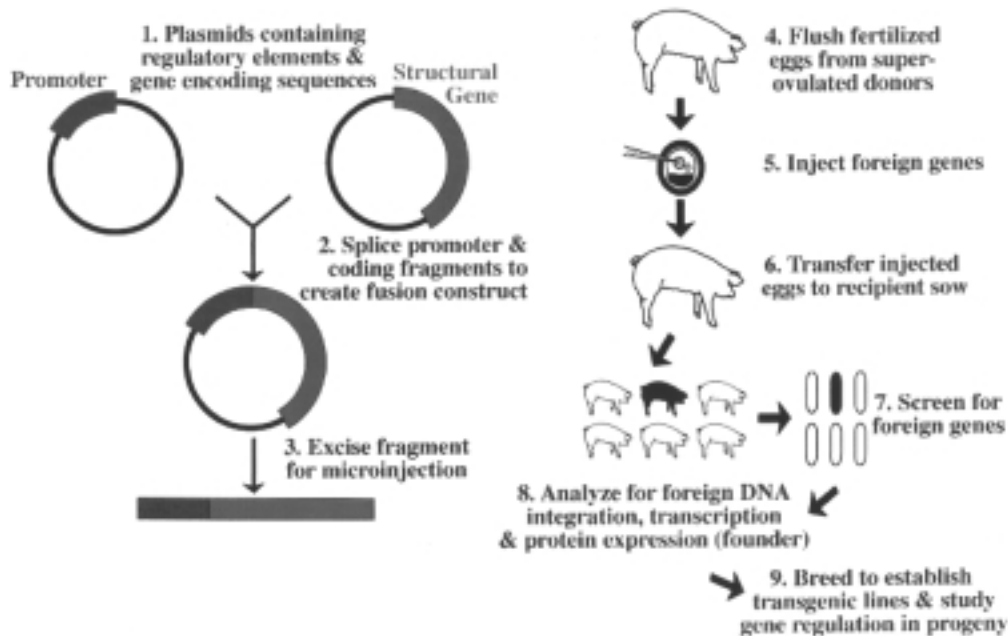 1. Plasmids containing
regulatory elements &
gene encoding sequences
Promoter
Structural
Gene
2. Splice promoter &
coding fragments to
create fusion construct
3. Excise fragment
for microinjection
4. Flush fertilized
eggs from super-
ovulated donors
5. Inject foreign genes
6. Transfer injected
eggs to recipient sow
7. Screen for
foreign genes
8. Analyze for foreign DNA
integration, transcription
& protein expression (founder)
9. Breed to establish
transgenic lines & study
gene regulation in progeny